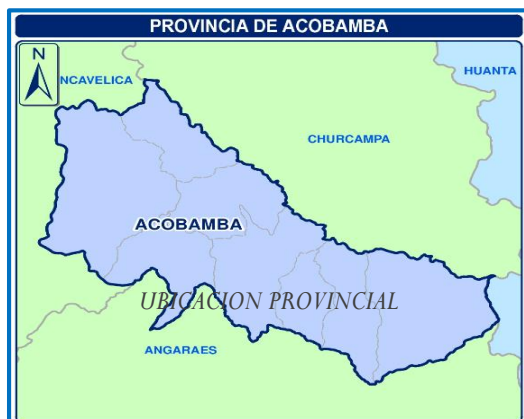 PROVINCIA DE ACOBAMBA
N
NCAVELICA
HUANTA
CHURCAMPA
ACOBAMBA
UBICACION PROVINCIAL
ANGARAES